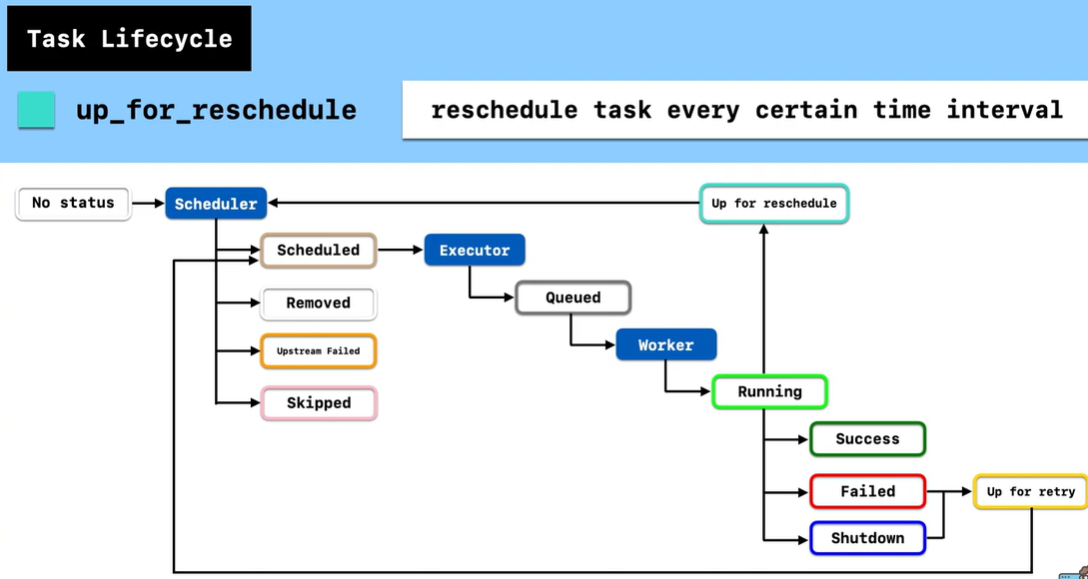 Task Lifecycle
up_for_reschedule
reschedule task every certain time interval
No status
Scheduler
Up for reschedule
Scheduled
Executor
Removed
Queued
Upstream Failed
Worker
Skipped
Running
Success
Failed
Up for retry
Shutdown